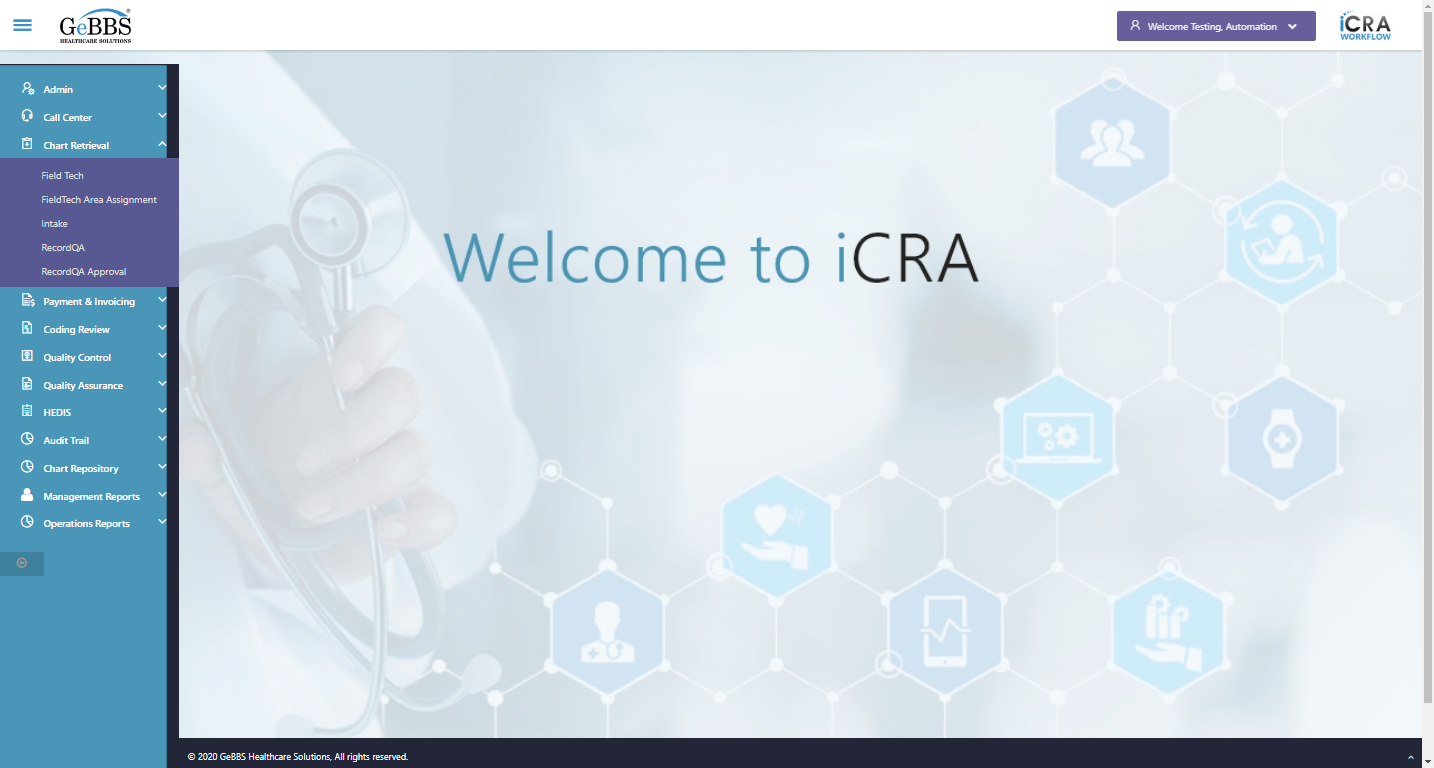 GeBBS
HEALTHCARE SOLUTIONS
Welcome Testing, Automation
iCRA
WORKFLOW
Admin
Call Center
Chart Retrieval
Field Tech
FieldTech Area Assignment
Intake
RecordQA
RecordQA Approval
Payment & Invoicing
Coding Review
Quality Control
Quality Assurance
HEDIS
Audit Trail
Chart Repository
Management Reports
Operations Reports
Welcome to iCRA
© 2020 GeBBS Healthcare Solutions, All rights reserved.